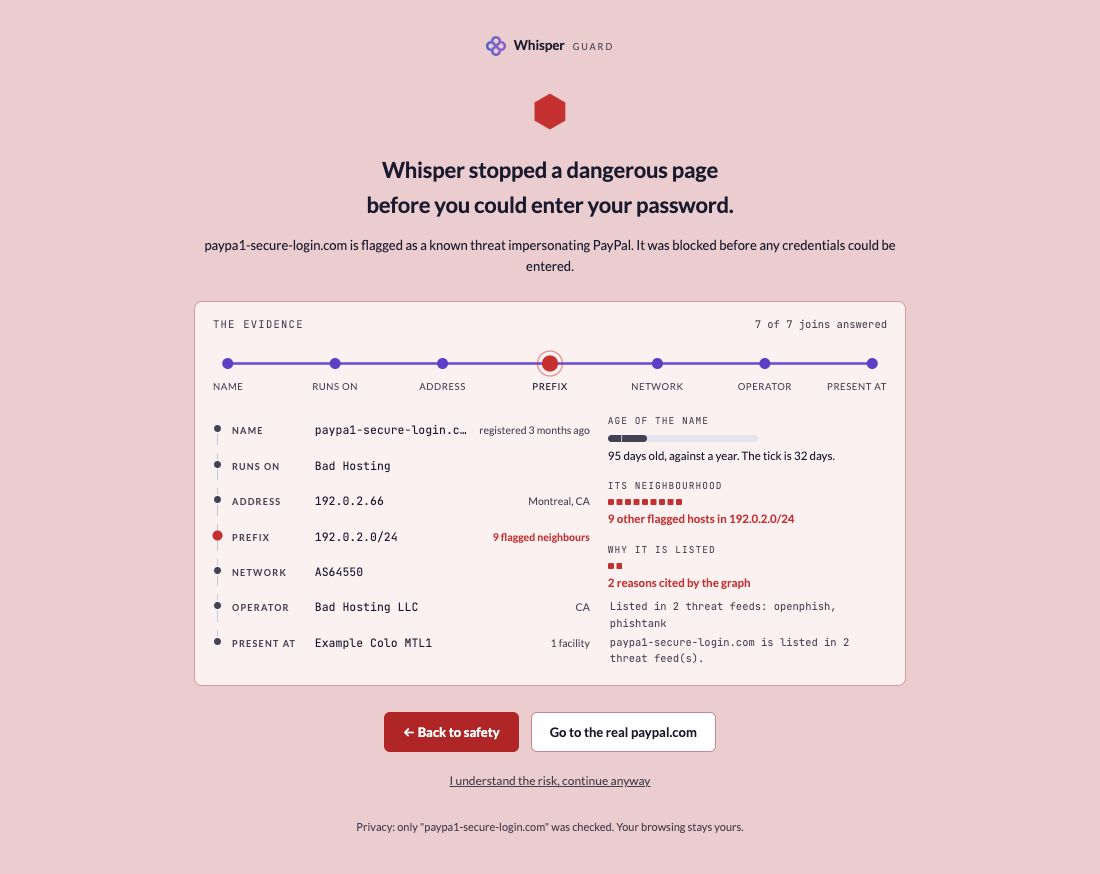 Whisper GUARD
Whisper stopped a dangerous page
before you could enter your password.
paypa1-secure-login.com is flagged as a known threat impersonating PayPal. It was blocked before any credentials could be
entered.
THE EVIDENCE
7 of 7 joins answered
NAME RUNS ON ADDRESS PREFIX NETWORK OPERATOR PRESENT AT
NAME paypa1-secure-login.c… registered 3 months ago
RUNS ON Bad Hosting
ADDRESS 192.0.2.66 Montreal, CA
PREFIX 192.0.2.0/24 9 flagged neighbours
NETWORK AS64550
OPERATOR Bad Hosting LLC CA
PRESENT AT Example Colo MTL1 1 facility
AGE OF THE NAME
95 days old, against a year. The tick is 32 days.
ITS NEIGHBOURHOOD
9 other flagged hosts in 192.0.2.0/24
WHY IT IS LISTED
2 reasons cited by the graph
Listed in 2 threat feeds: openphish,
phishtank
paypa1-secure-login.com is listed in 2
threat feed(s).
← Back to safety
Go to the real paypal.com
I understand the risk, continue anyway
Privacy: only "paypa1-secure-login.com" was checked. Your browsing stays yours.